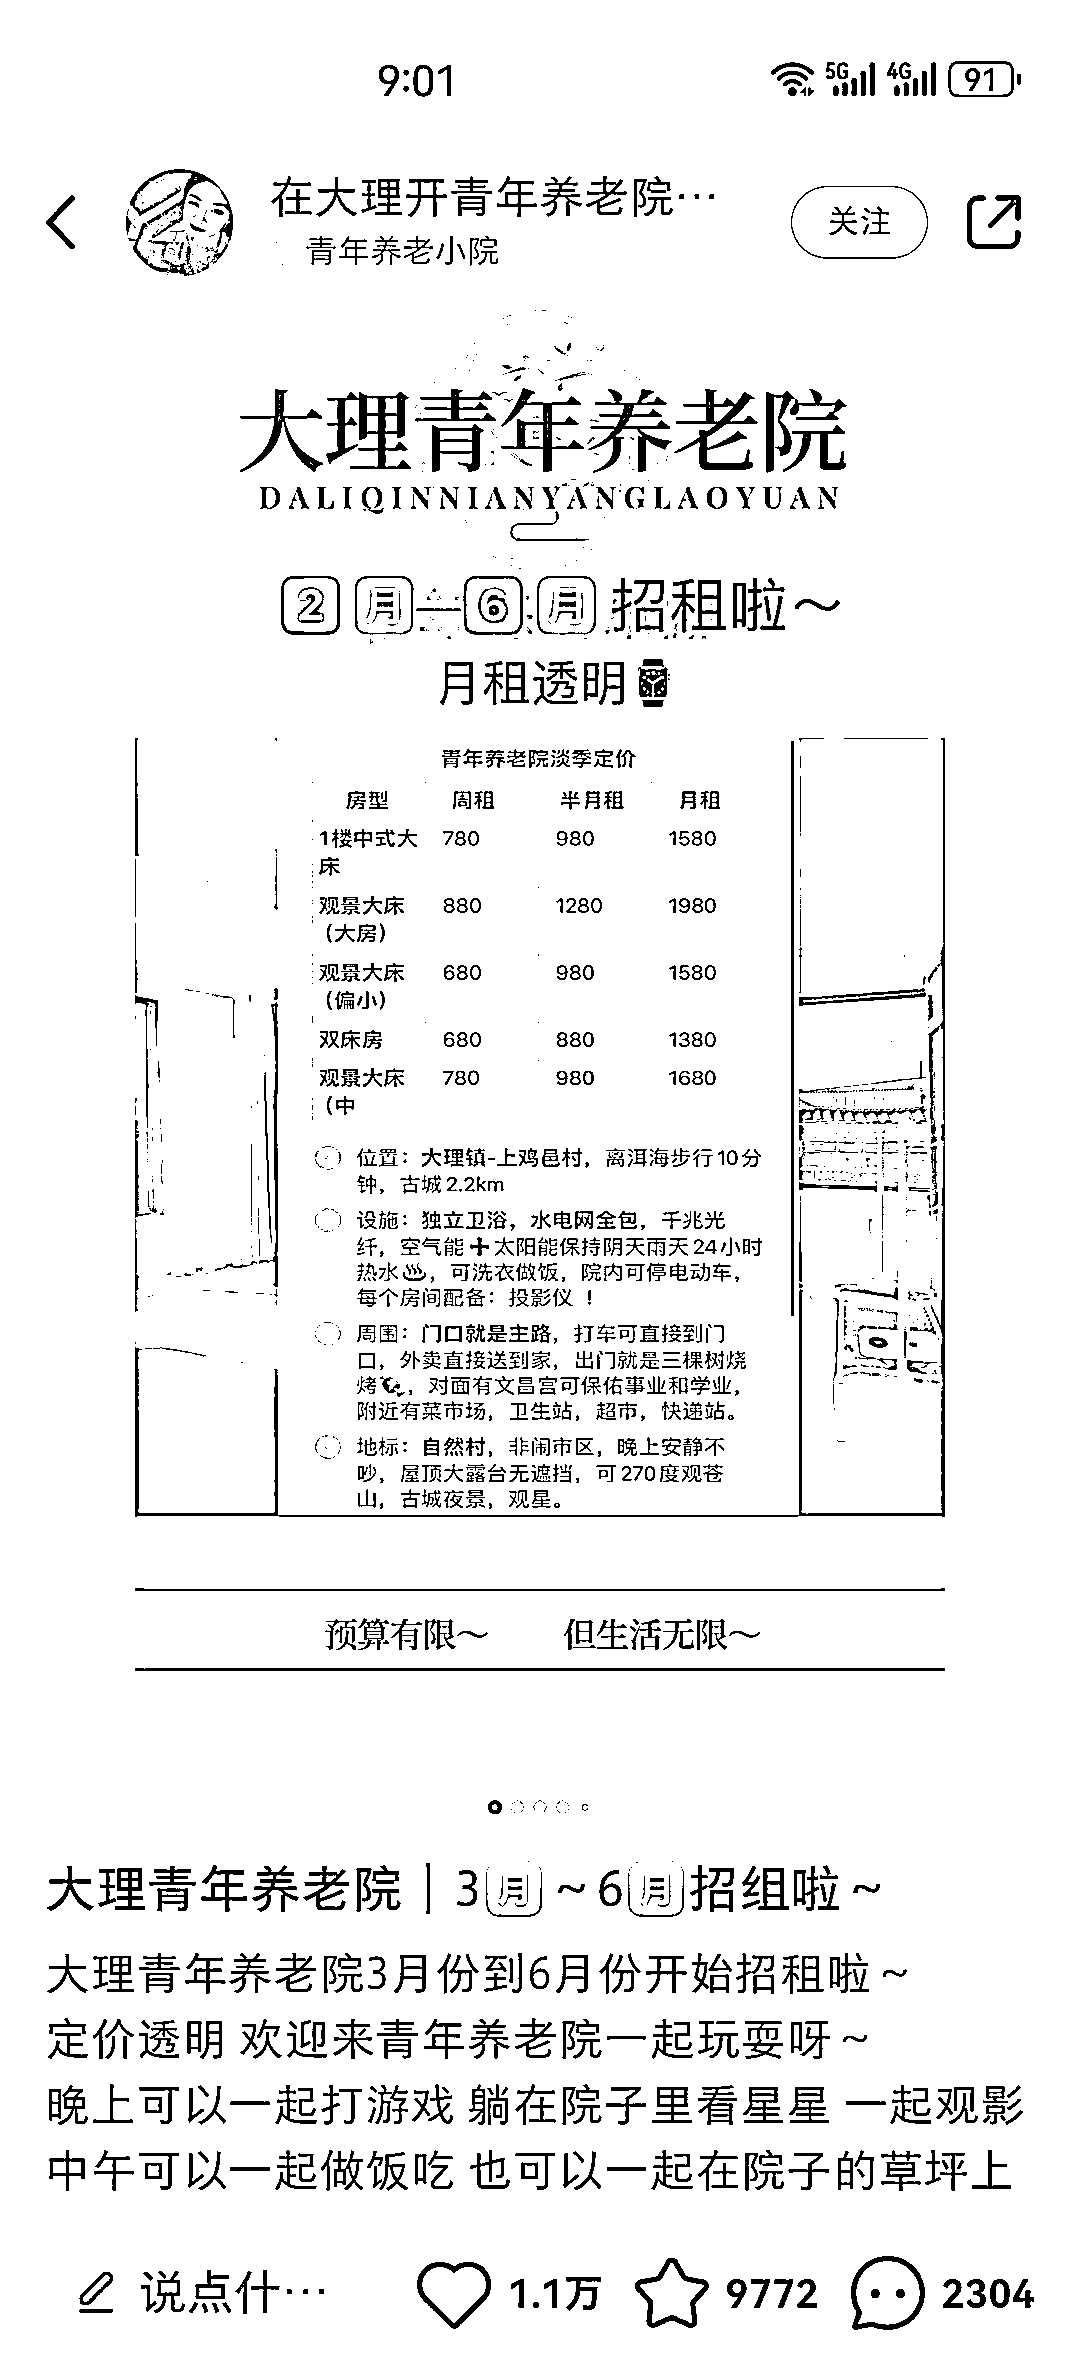 9:01
5G 4G 91
在大理开青年养老院…
关注
青年养老小院
大理青年养老院
DALIQINNIANYANGLAOYUAN
2月—6月招租啦～
月租透明
青年养老院淡季定价
房型 周租 半月租 月租
1楼中式大 780 980 1580
床
观景大床 880 1280 1980
（大房）
观景大床 680 980 1580
（偏小）
双床房 680 880 1380
观景大床 780 980 1680
（中
位置：大理镇-上鸡邑村，离洱海步行10分
钟，古城2.2km
设施：独立卫浴，水电网全包，千兆光
纤，空气能➕太阳能保持阴天雨天24小时
热水♨️，可洗衣做饭，院内可停电动车，
每个房间配备：投影仪 ！
周围：门口就是主路，打车可直接到门
口，外卖直接送到家，出门就是三棵树烧
烤，对面有文昌宫可保佑事业和学业，
附近有菜市场，卫生站，超市，快递站。
地标：自然村，非闹市区，晚上安静不
吵，屋顶大露台无遮挡，可270度观苍
山，古城夜景，观星。
预算有限～ 但生活无限～
大理青年养老院｜3月～6月招组啦～
大理青年养老院3月份到6月份开始招租啦～
定价透明 欢迎来青年养老院一起玩耍呀～
晚上可以一起打游戏 躺在院子里看星星 一起观影
中午可以一起做饭吃 也可以一起在院子的草坪上
说点什… 1.1万 9772 2304